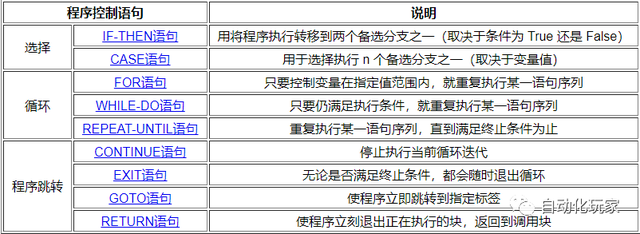 程序控制语句 说明
选择 IF-THEN语句 用将程序执行转移到两个备选分支之一（取决于条件为 True 还是 False）
CASE语句 用于选择执行 n 个备选分支之一（取决于变量值）
循环 FOR语句 只要控制变量在指定值范围内，就重复执行某一语句序列
WHILE-DO语句 只要仍满足执行条件，就重复执行某一语句序列
REPEAT-UNTIL语句 重复执行某一语句序列，直到满足终止条件为止
程序跳转 CONTINUE语句 停止执行当前循环迭代
EXIT语句 无论是否满足终止条件，都会随时退出循环
GOTO语句 使程序立即跳转到指定标签
RETURN语句 使程序立刻退出正在执行的块，返回到调用块
自动化玩家